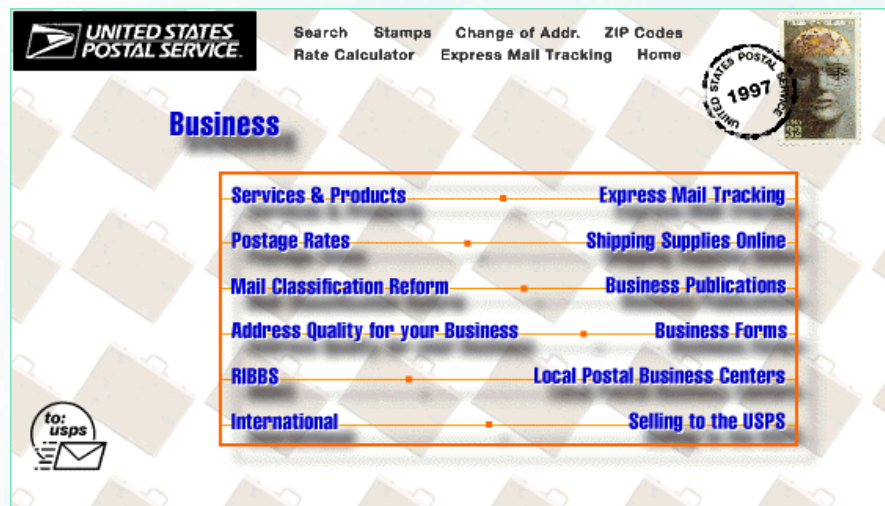 UNITED STATES
POSTAL SERVICE.
Search Stamps Change of Addr. ZIP Codes
Rate Calculator Express Mail Tracking Home
UNITED STATES POSTAL SERVICE
1997
32
Business
Services & Products Express Mail Tracking
Postage Rates Shipping Supplies Online
Mail Classification Reform Business Publications
Address Quality for your Business Business Forms
RIBBS Local Postal Business Centers
International Selling to the USPS
to:
usps